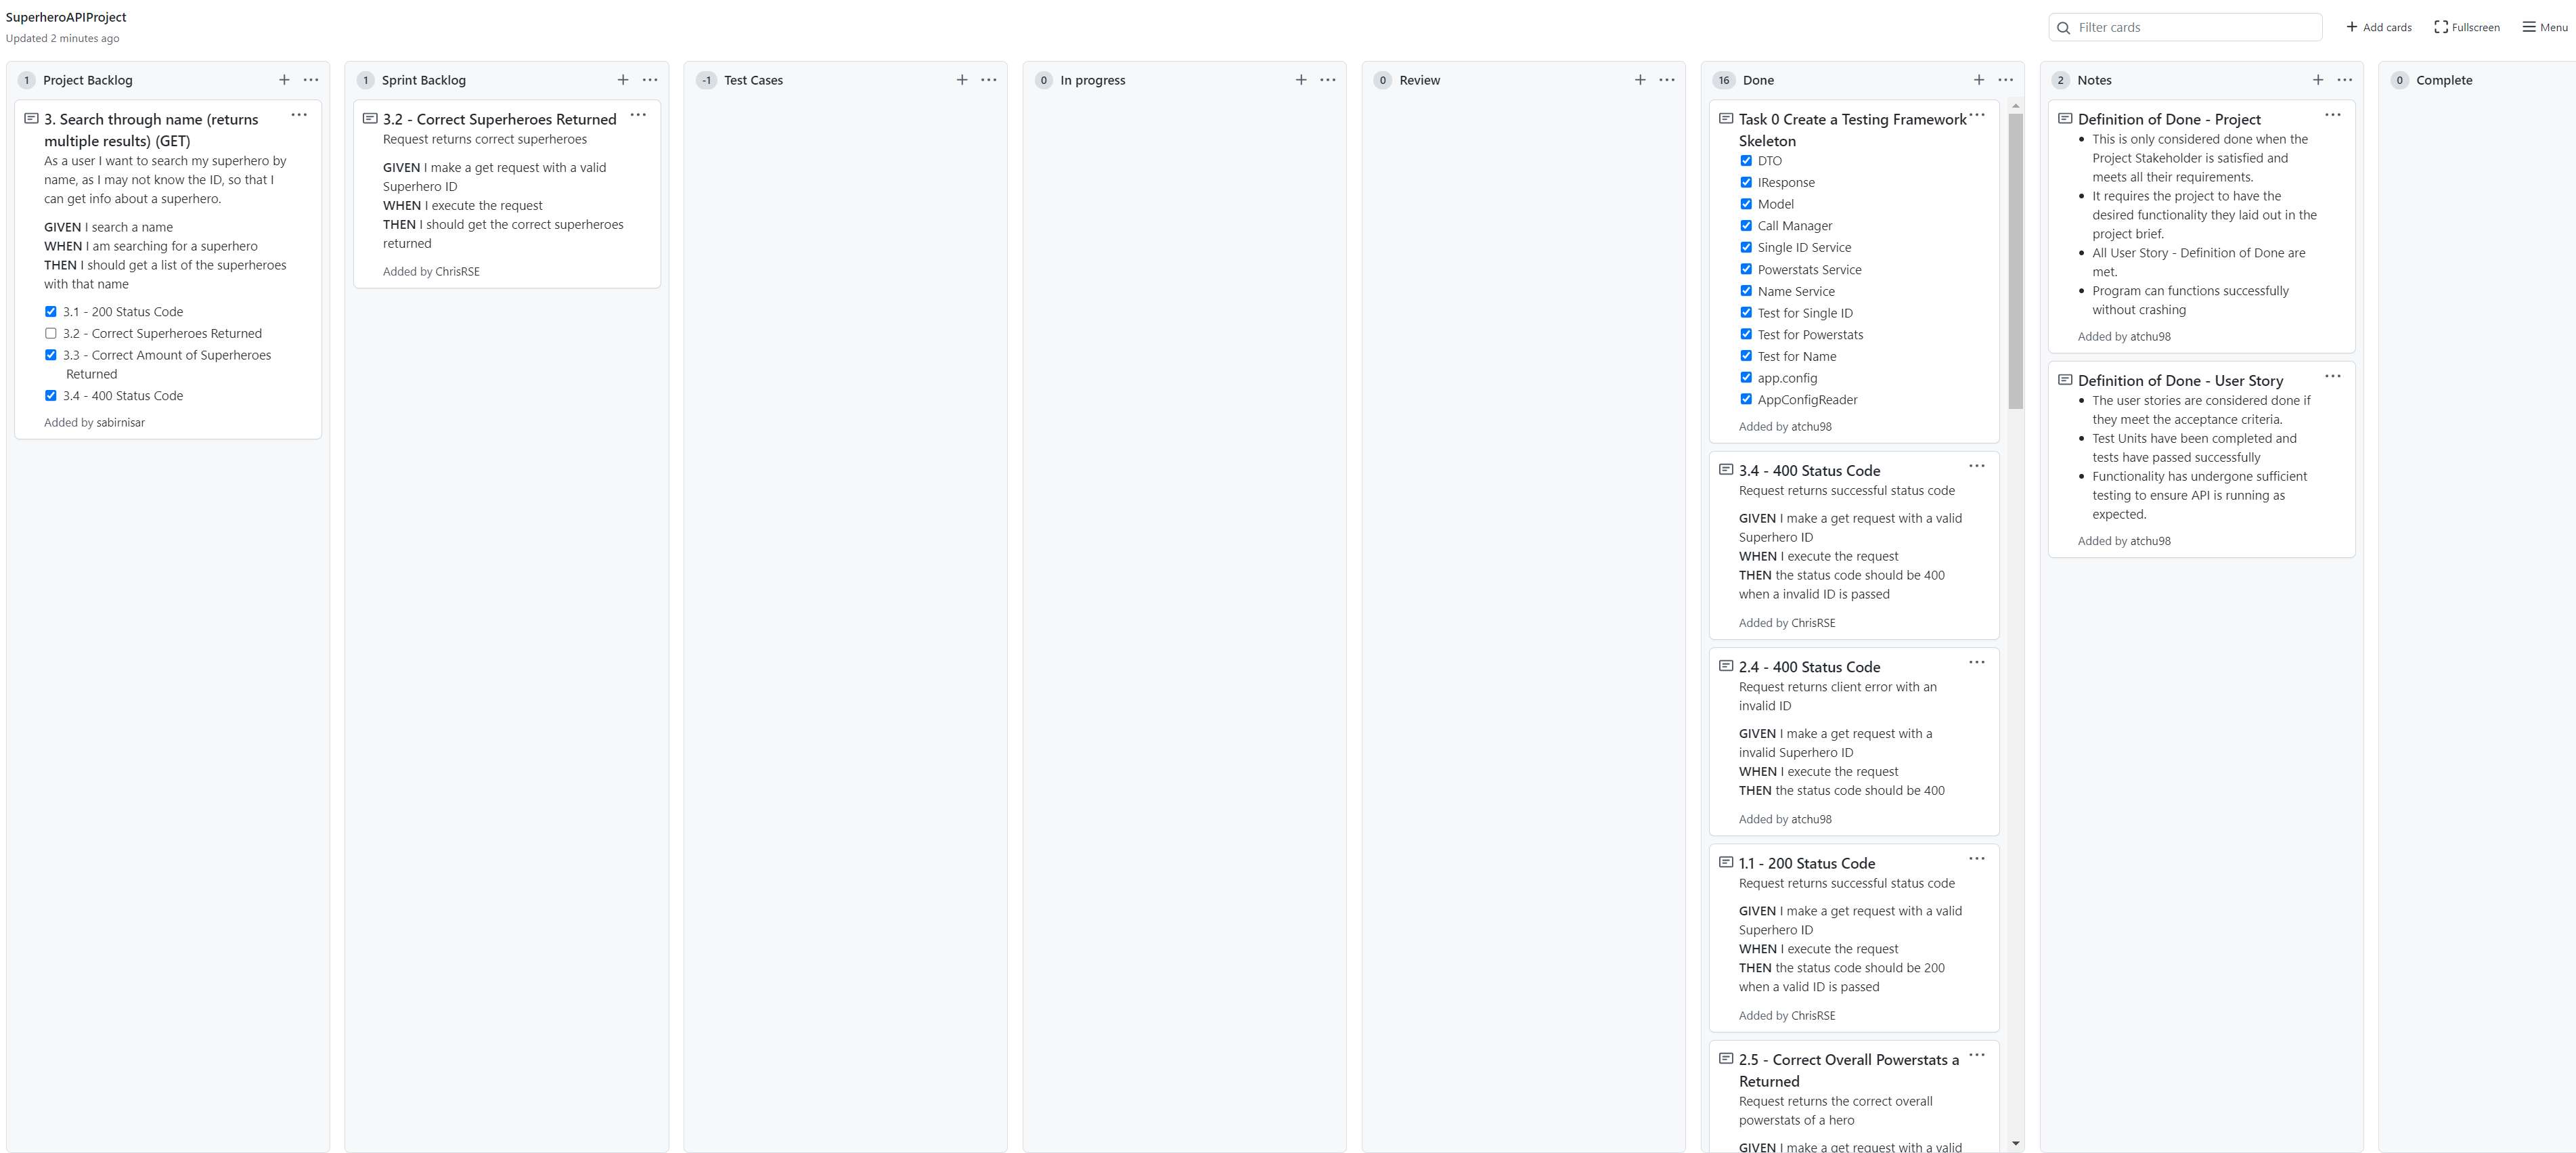 SuperheroAPIProject
Updated 2 minutes ago
Filter cards
Add cards
Fullscreen
Menu
1 Project Backlog
3. Search through name (returns
multiple results) (GET)
As a user I want to search my superhero by
name, as I may not know the ID, so that I
can get info about a superhero.
GIVEN I search a name
WHEN I am searching for a superhero
THEN I should get a list of the superheroes
with that name
3.1 - 200 Status Code
3.2 - Correct Superheroes Returned
3.3 - Correct Amount of Superheroes
Returned
3.4 - 400 Status Code
Added by sabirnisar
1 Sprint Backlog
3.2 - Correct Superheroes Returned
Request returns correct superheroes
GIVEN I make a get request with a valid
Superhero ID
WHEN I execute the request
THEN I should get the correct superheroes
returned
Added by ChrisRSE
-1 Test Cases
0 In progress
0 Review
16 Done
Task 0 Create a Testing Framework
Skeleton
DTO
IResponse
Model
Call Manager
Single ID Service
Powerstats Service
Name Service
Test for Single ID
Test for Powerstats
Test for Name
app.config
AppConfigReader
Added by atchu98
3.4 - 400 Status Code
Request returns successful status code
GIVEN I make a get request with a valid
Superhero ID
WHEN I execute the request
THEN the status code should be 400
when a invalid ID is passed
Added by ChrisRSE
2.4 - 400 Status Code
Request returns client error with an
invalid ID
GIVEN I make a get request with a
invalid Superhero ID
WHEN I execute the request
THEN the status code should be 400
Added by atchu98
1.1 - 200 Status Code
Request returns successful status code
GIVEN I make a get request with a valid
Superhero ID
WHEN I execute the request
THEN the status code should be 200
when a valid ID is passed
Added by ChrisRSE
2.5 - Correct Overall Powerstats a
Returned
Request returns the correct overall
powerstats of a hero
GIVEN I make a get request with a valid
2 Notes
Definition of Done - Project
This is only considered done when the
Project Stakeholder is satisfied and
meets all their requirements.
It requires the project to have the
desired functionality they laid out in the
project brief.
All User Story - Definition of Done are
met.
Program can functions successfully
without crashing
Added by atchu98
Definition of Done - User Story
The user stories are considered done if
they meet the acceptance criteria.
Test Units have been completed and
tests have passed successfully
Functionality has undergone sufficient
testing to ensure API is running as
expected.
Added by atchu98
0 Complete